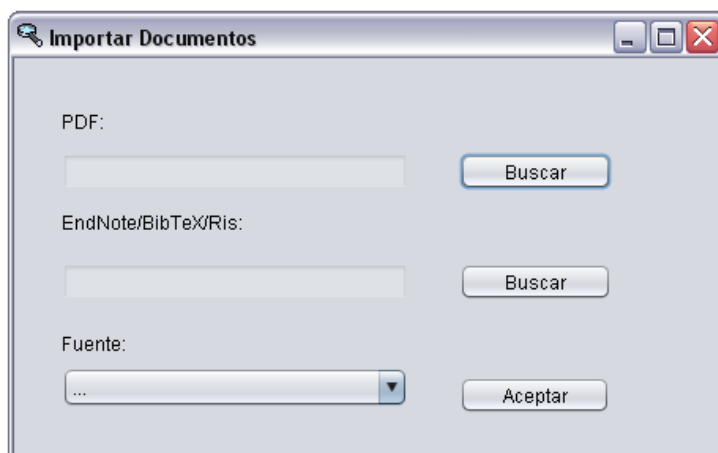 Importar Documentos
PDF:
Buscar
EndNote/BibTeX/Ris:
Buscar
Fuente:
...
Aceptar